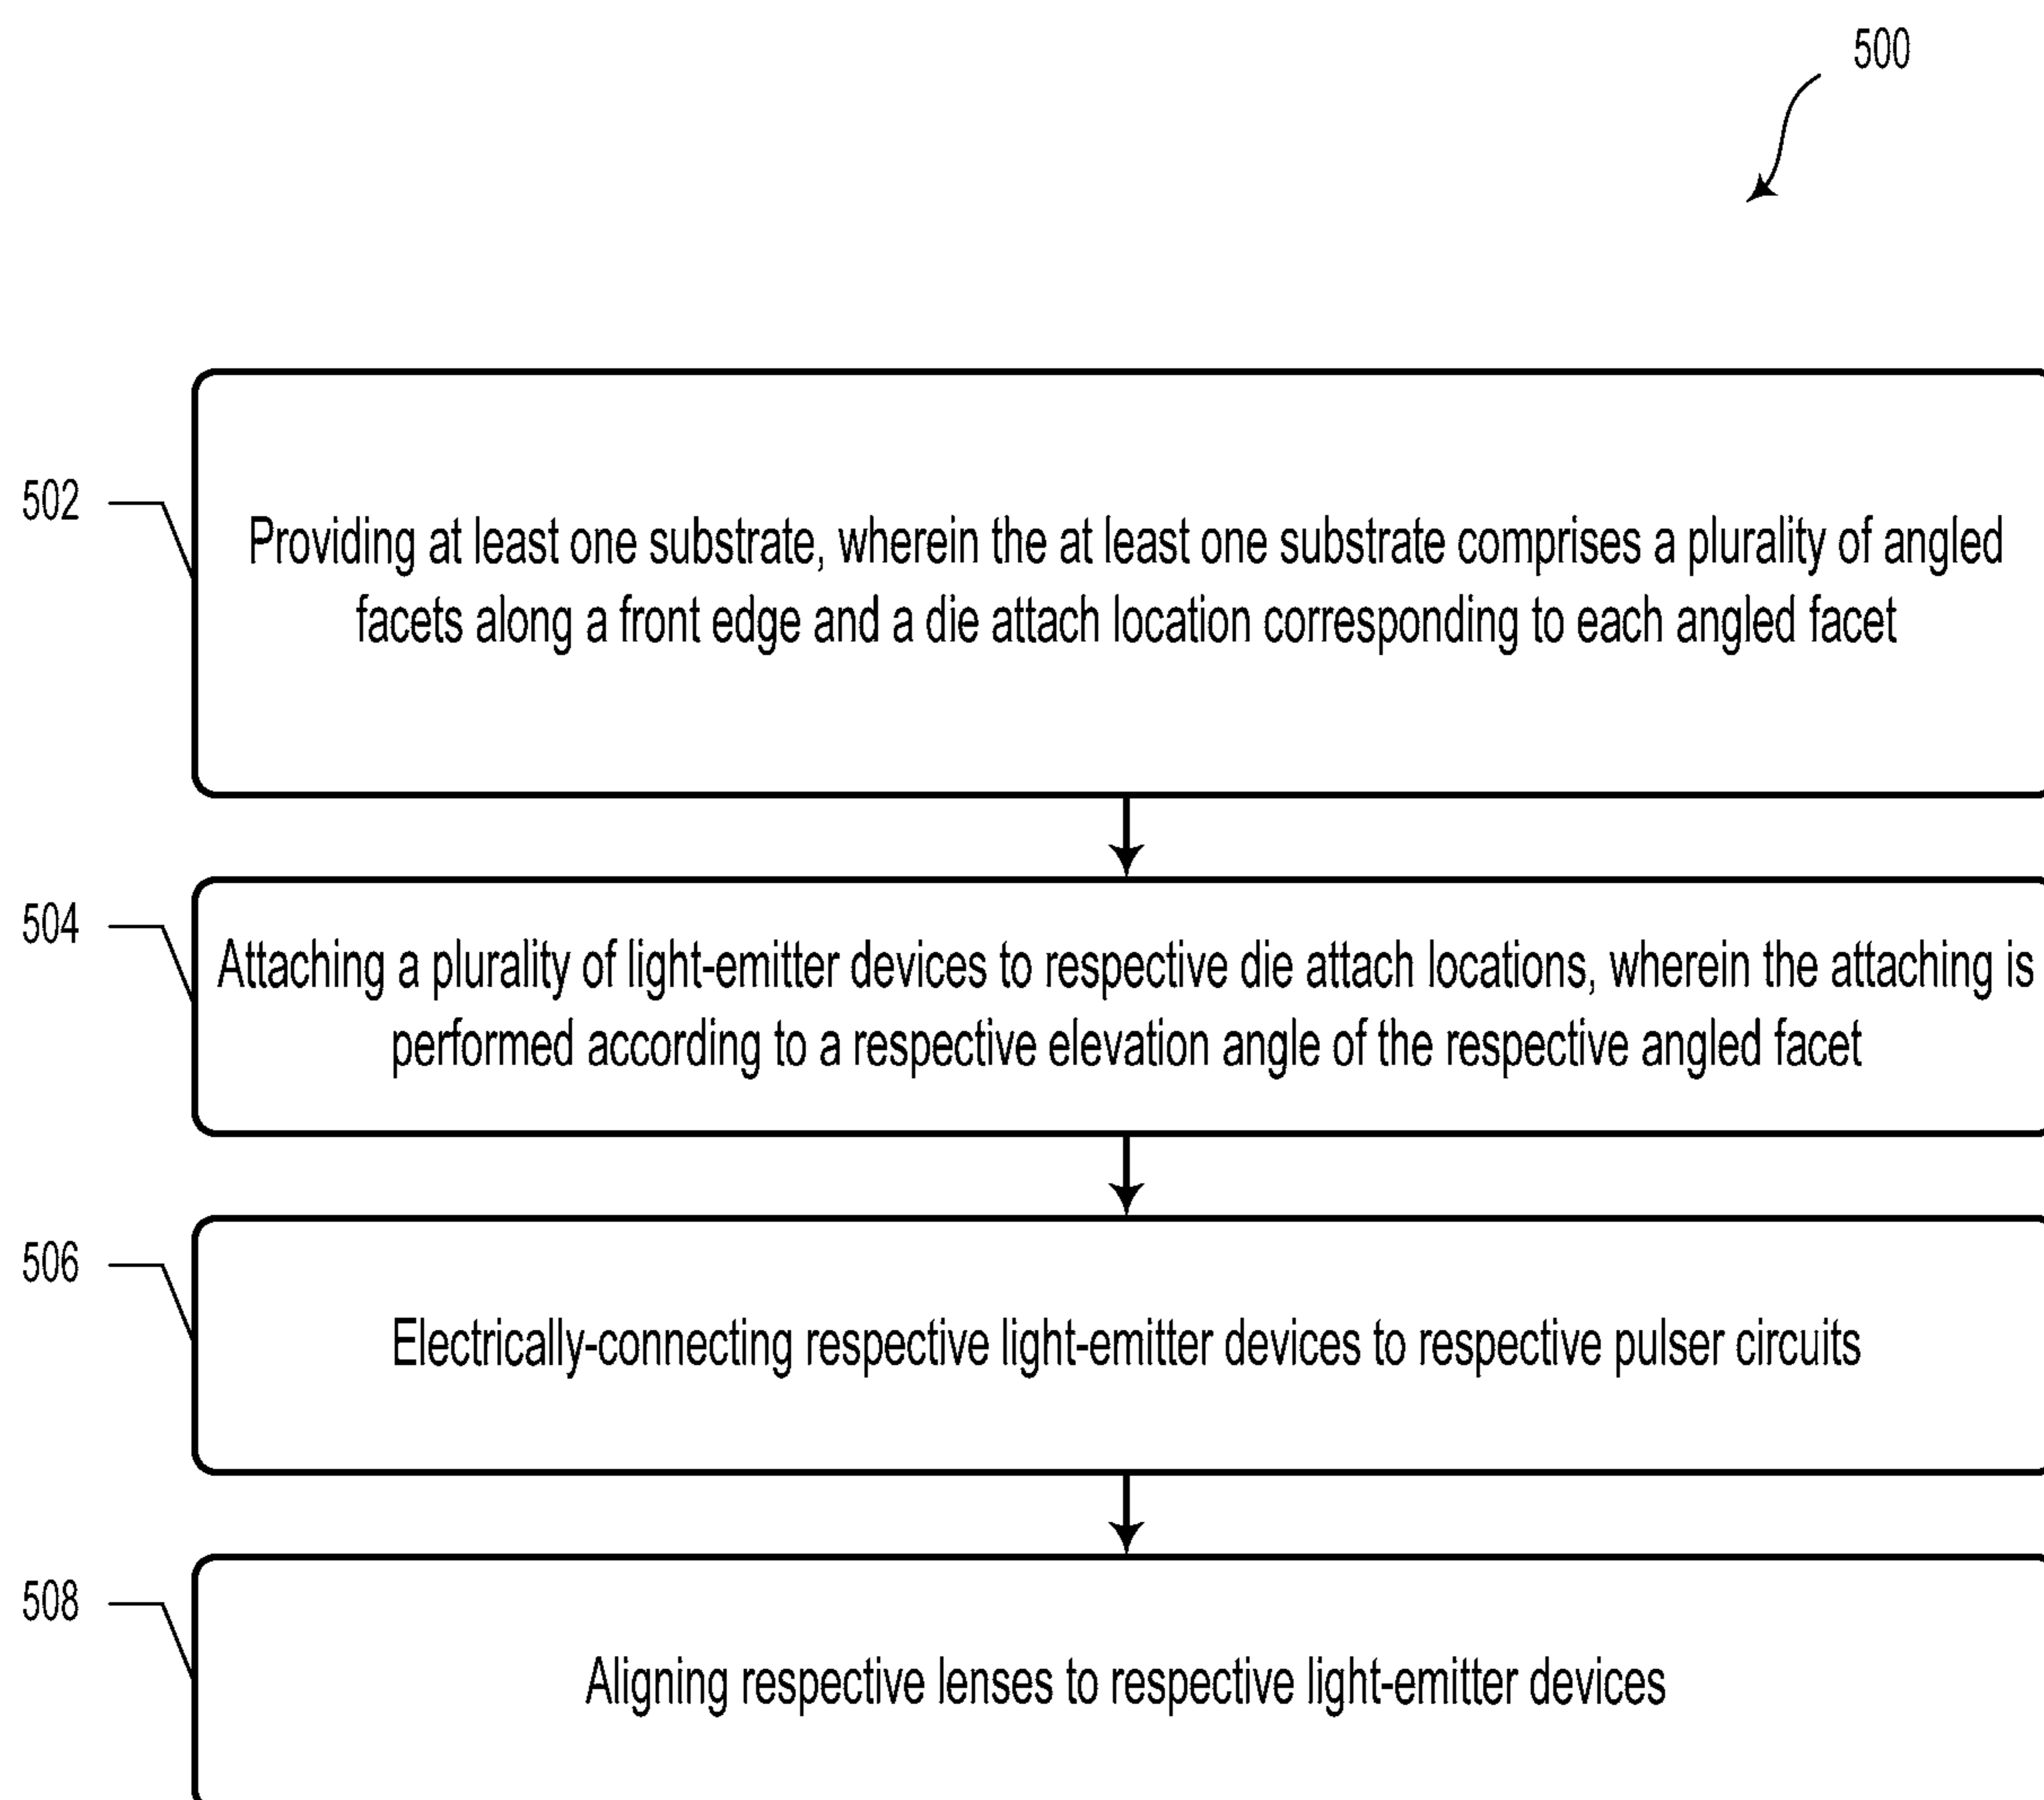 500
502
Providing at least one substrate, wherein the at least one substrate comprises a plurality of angled
facets along a front edge and a die attach location corresponding to each angled facet
504
Attaching a plurality of light-emitter devices to respective die attach locations, wherein the attaching is
performed according to a respective elevation angle of the respective angled facet
506
Electrically-connecting respective light-emitter devices to respective pulser circuits
508
Aligning respective lenses to respective light-emitter devices